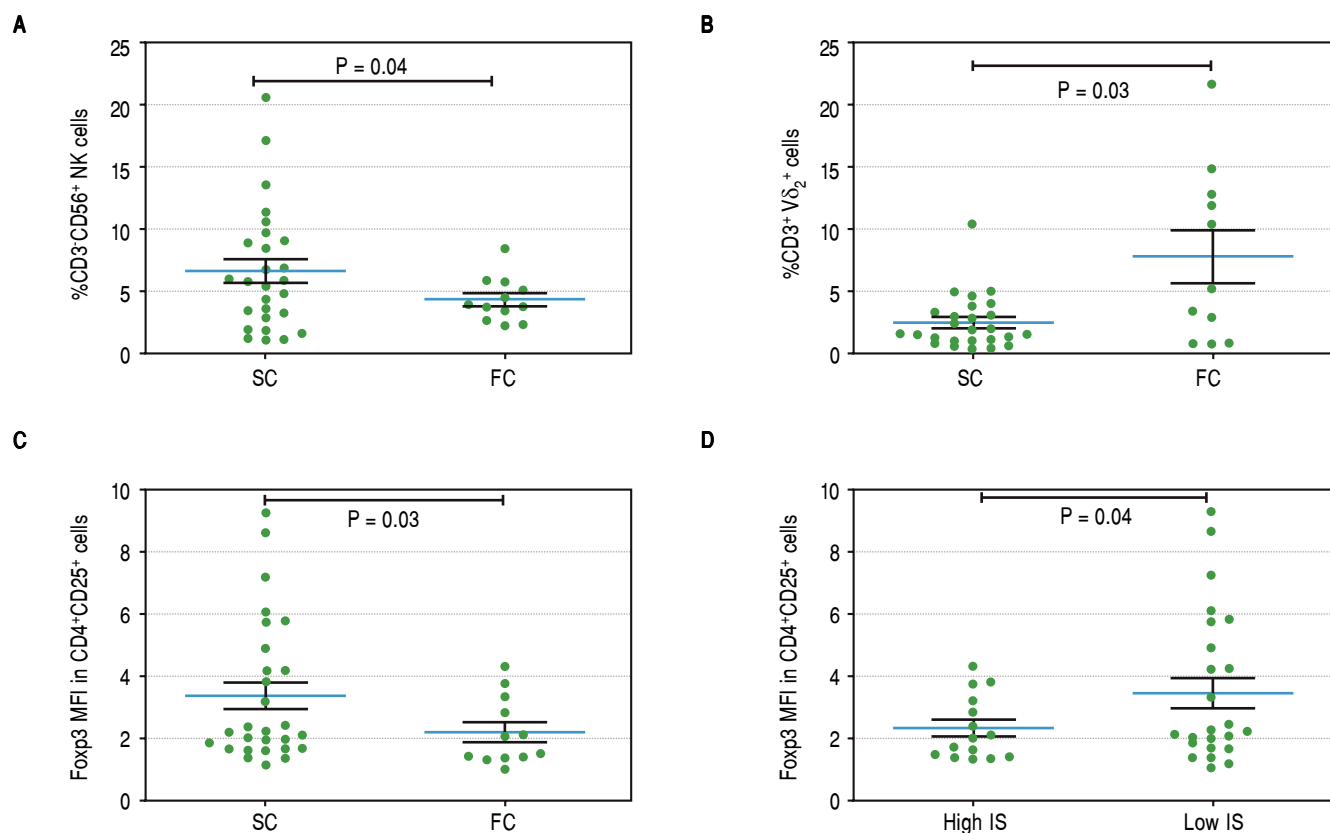 A
%CD3-CD56+ NK cells
25
20
15
10
5
0
P = 0.04
SC
FC
B
%CD3+ Vδ2+ cells
25
20
15
10
5
0
P = 0.03
SC
FC
C
Foxp3 MFI in CD4+CD25+ cells
10
8
6
4
2
0
P = 0.03
SC
FC
D
Foxp3 MFI in CD4+CD25+ cells
10
8
6
4
2
0
P = 0.04
High IS
Low IS